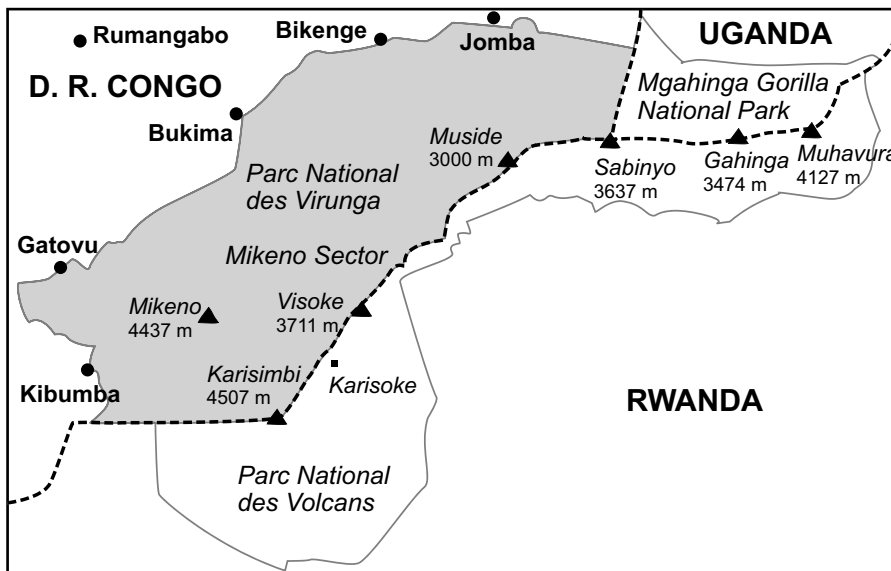 Rumangabo
Bikenge
Jomba
UGANDA
D. R. CONGO
Mgahinga Gorilla
National Park
Bukima
Muside
3000 m
Sabinyo
3637 m
Gahinga
3474 m
Muhavura
4127 m
Parc National
des Virunga
Gatovu
Mikeno Sector
Mikeno
4437 m
Visoke
3711 m
Kibumba
Karisimbi
4507 m
Karisoke
RWANDA
Parc National
des Volcans